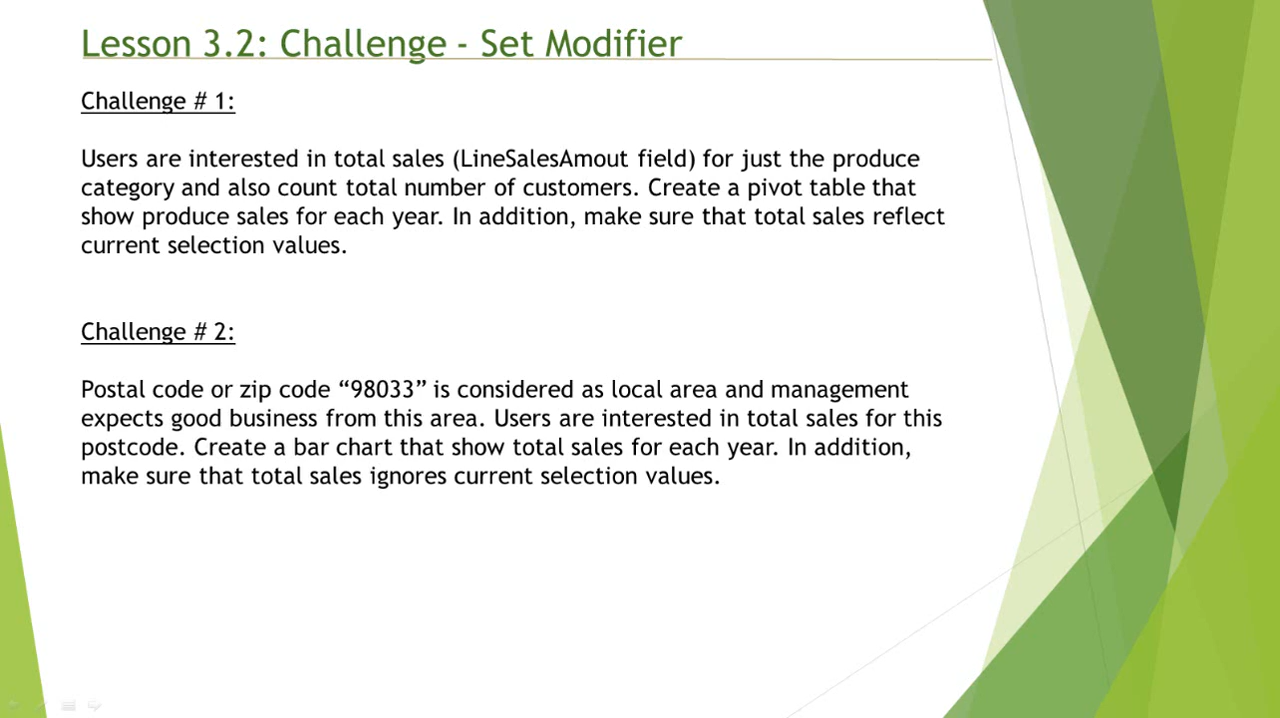 Lesson 3.2: Challenge - Set Modifier
Challenge # 1:
Users are interested in total sales (LineSalesAmout field) for just the produce
category and also count total number of customers. Create a pivot table that
show produce sales for each year. In addition, make sure that total sales reflect
current selection values.
Challenge # 2:
Postal code or zip code “98033” is considered as local area and management
expects good business from this area. Users are interested in total sales for this
postcode. Create a bar chart that show total sales for each year. In addition,
make sure that total sales ignores current selection values.